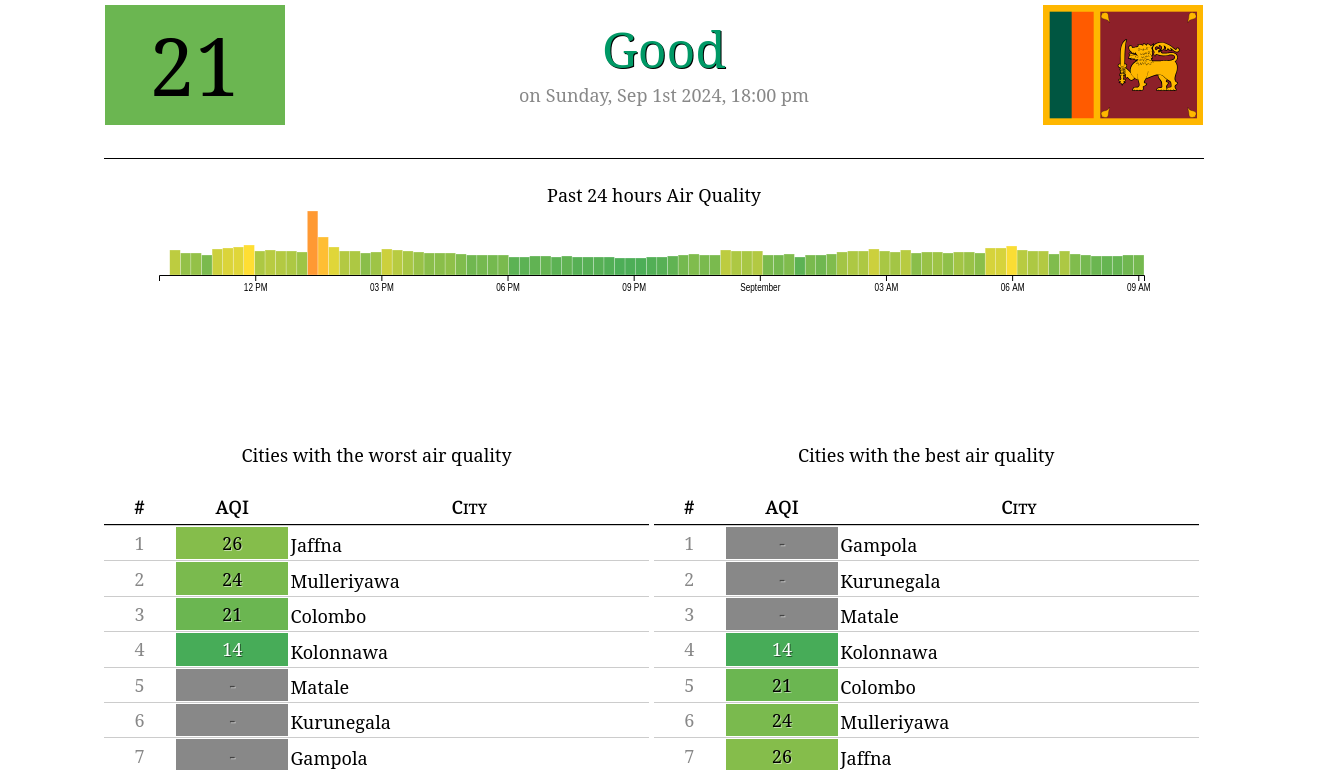 21
Good
on Sunday, Sep 1st 2024, 18:00 pm
Past 24 hours Air Quality
12 PM 03 PM 06 PM 09 PM September 03 AM 06 AM 09 AM
Cities with the worst air quality
# AQI City
1 26 Jaffna
2 24 Mulleriyawa
3 21 Colombo
4 14 Kolonnawa
5 - Matale
6 - Kurunegala
7 - Gampola
Cities with the best air quality
# AQI City
1 - Gampola
2 - Kurunegala
3 - Matale
4 14 Kolonnawa
5 21 Colombo
6 24 Mulleriyawa
7 26 Jaffna